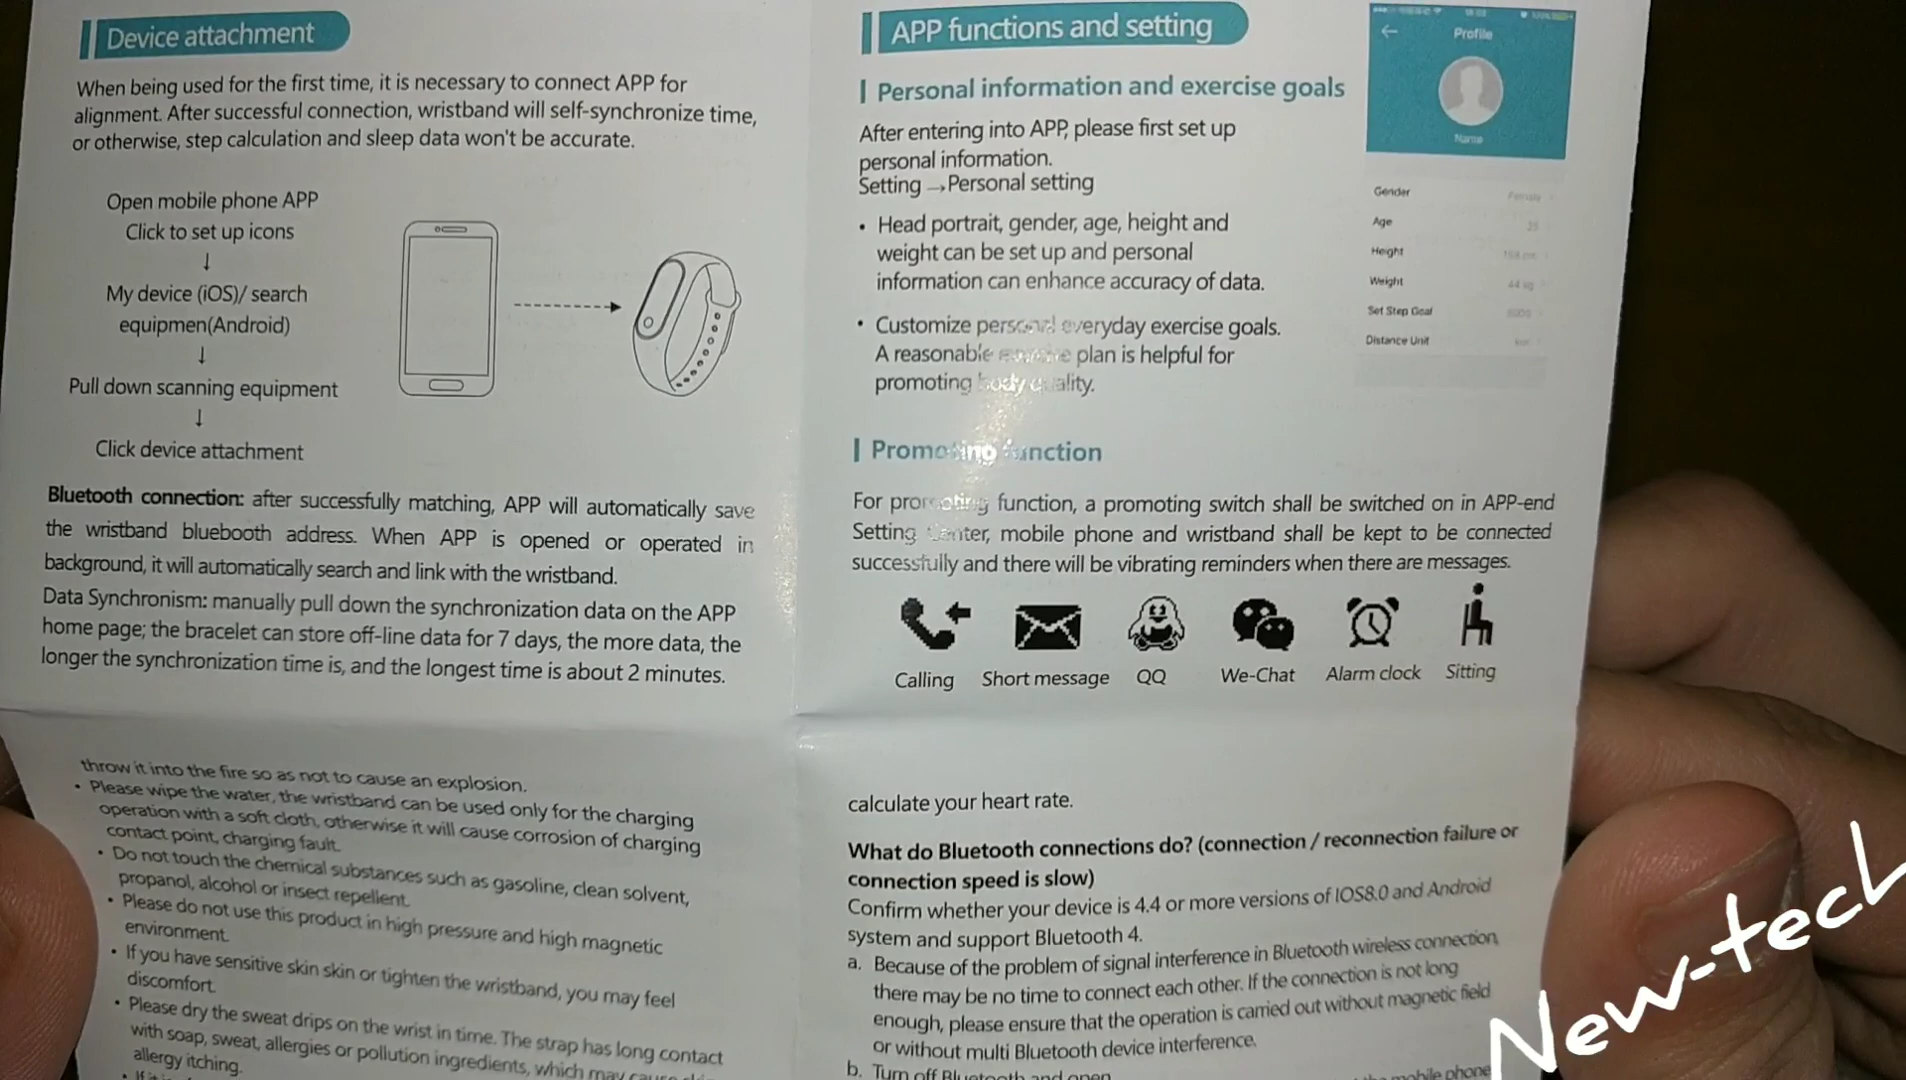 Device attachment
When being used for the first time, it is necessary to connect APP for
alignment. After successful connection, wristband will self-synchronize time,
or otherwise, step calculation and sleep data won't be accurate.
Open mobile phone APP
Click to set up icons
↓
My device (iOS)/ search
equipmen(Android)
↓
Pull down scanning equipment
↓
Click device attachment
Bluetooth connection: after successfully matching, APP will automatically save
the wristband bluebooth address. When APP is opened or operated in
background, it will automatically search and link with the wristband.
Data Synchronism: manually pull down the synchronization data on the APP
home page; the bracelet can store off-line data for 7 days, the more data, the
longer the synchronization time is, and the longest time is about 2 minutes.
throw it into the fire so as not to cause an explosion.
• Please wipe the water, the wristband can be used only for the charging
operation with a soft cloth, otherwise it will cause corrosion of charging
contact point, charging fault.
• Do not touch the chemical substances such as gasoline, clean solvent,
propanol, alcohol or insect repellent.
• Please do not use this product in high pressure and high magnetic
environment.
• If you have sensitive skin skin or tighten the wristband, you may feel
discomfort.
• Please dry the sweat drips on the wrist in time. The strap has long contact
with soap, sweat, allergies or pollution ingredients, which may cause
allergy itching.
APP functions and setting
Personal information and exercise goals
After entering into APP, please first set up
personal information.
Setting →Personal setting
• Head portrait, gender, age, height and
weight can be set up and personal
information can enhance accuracy of data.
• Customize personal everyday exercise goals.
A reasonable exercise plan is helpful for
promoting body quality.
Profile
Name
Gender Female
Age
Height
Weight 44 kg
Set Step Goal
Distance Unit
Promoting function
For promoting function, a promoting switch shall be switched on in APP-end
Setting Center, mobile phone and wristband shall be kept to be connected
successfully and there will be vibrating reminders when there are messages.
Calling Short message QQ We-Chat Alarm clock Sitting
calculate your heart rate.
What do Bluetooth connections do? (connection / reconnection failure or
connection speed is slow)
Confirm whether your device is 4.4 or more versions of IOS8.0 and Android
system and support Bluetooth 4.
a. Because of the problem of signal interference in Bluetooth wireless connection,
there may be no time to connect each other. If the connection is not long
enough, please ensure that the operation is carried out without magnetic field
or without multi Bluetooth device interference.
b. Turn off Bluetooth and open
mobile phone
New-tech